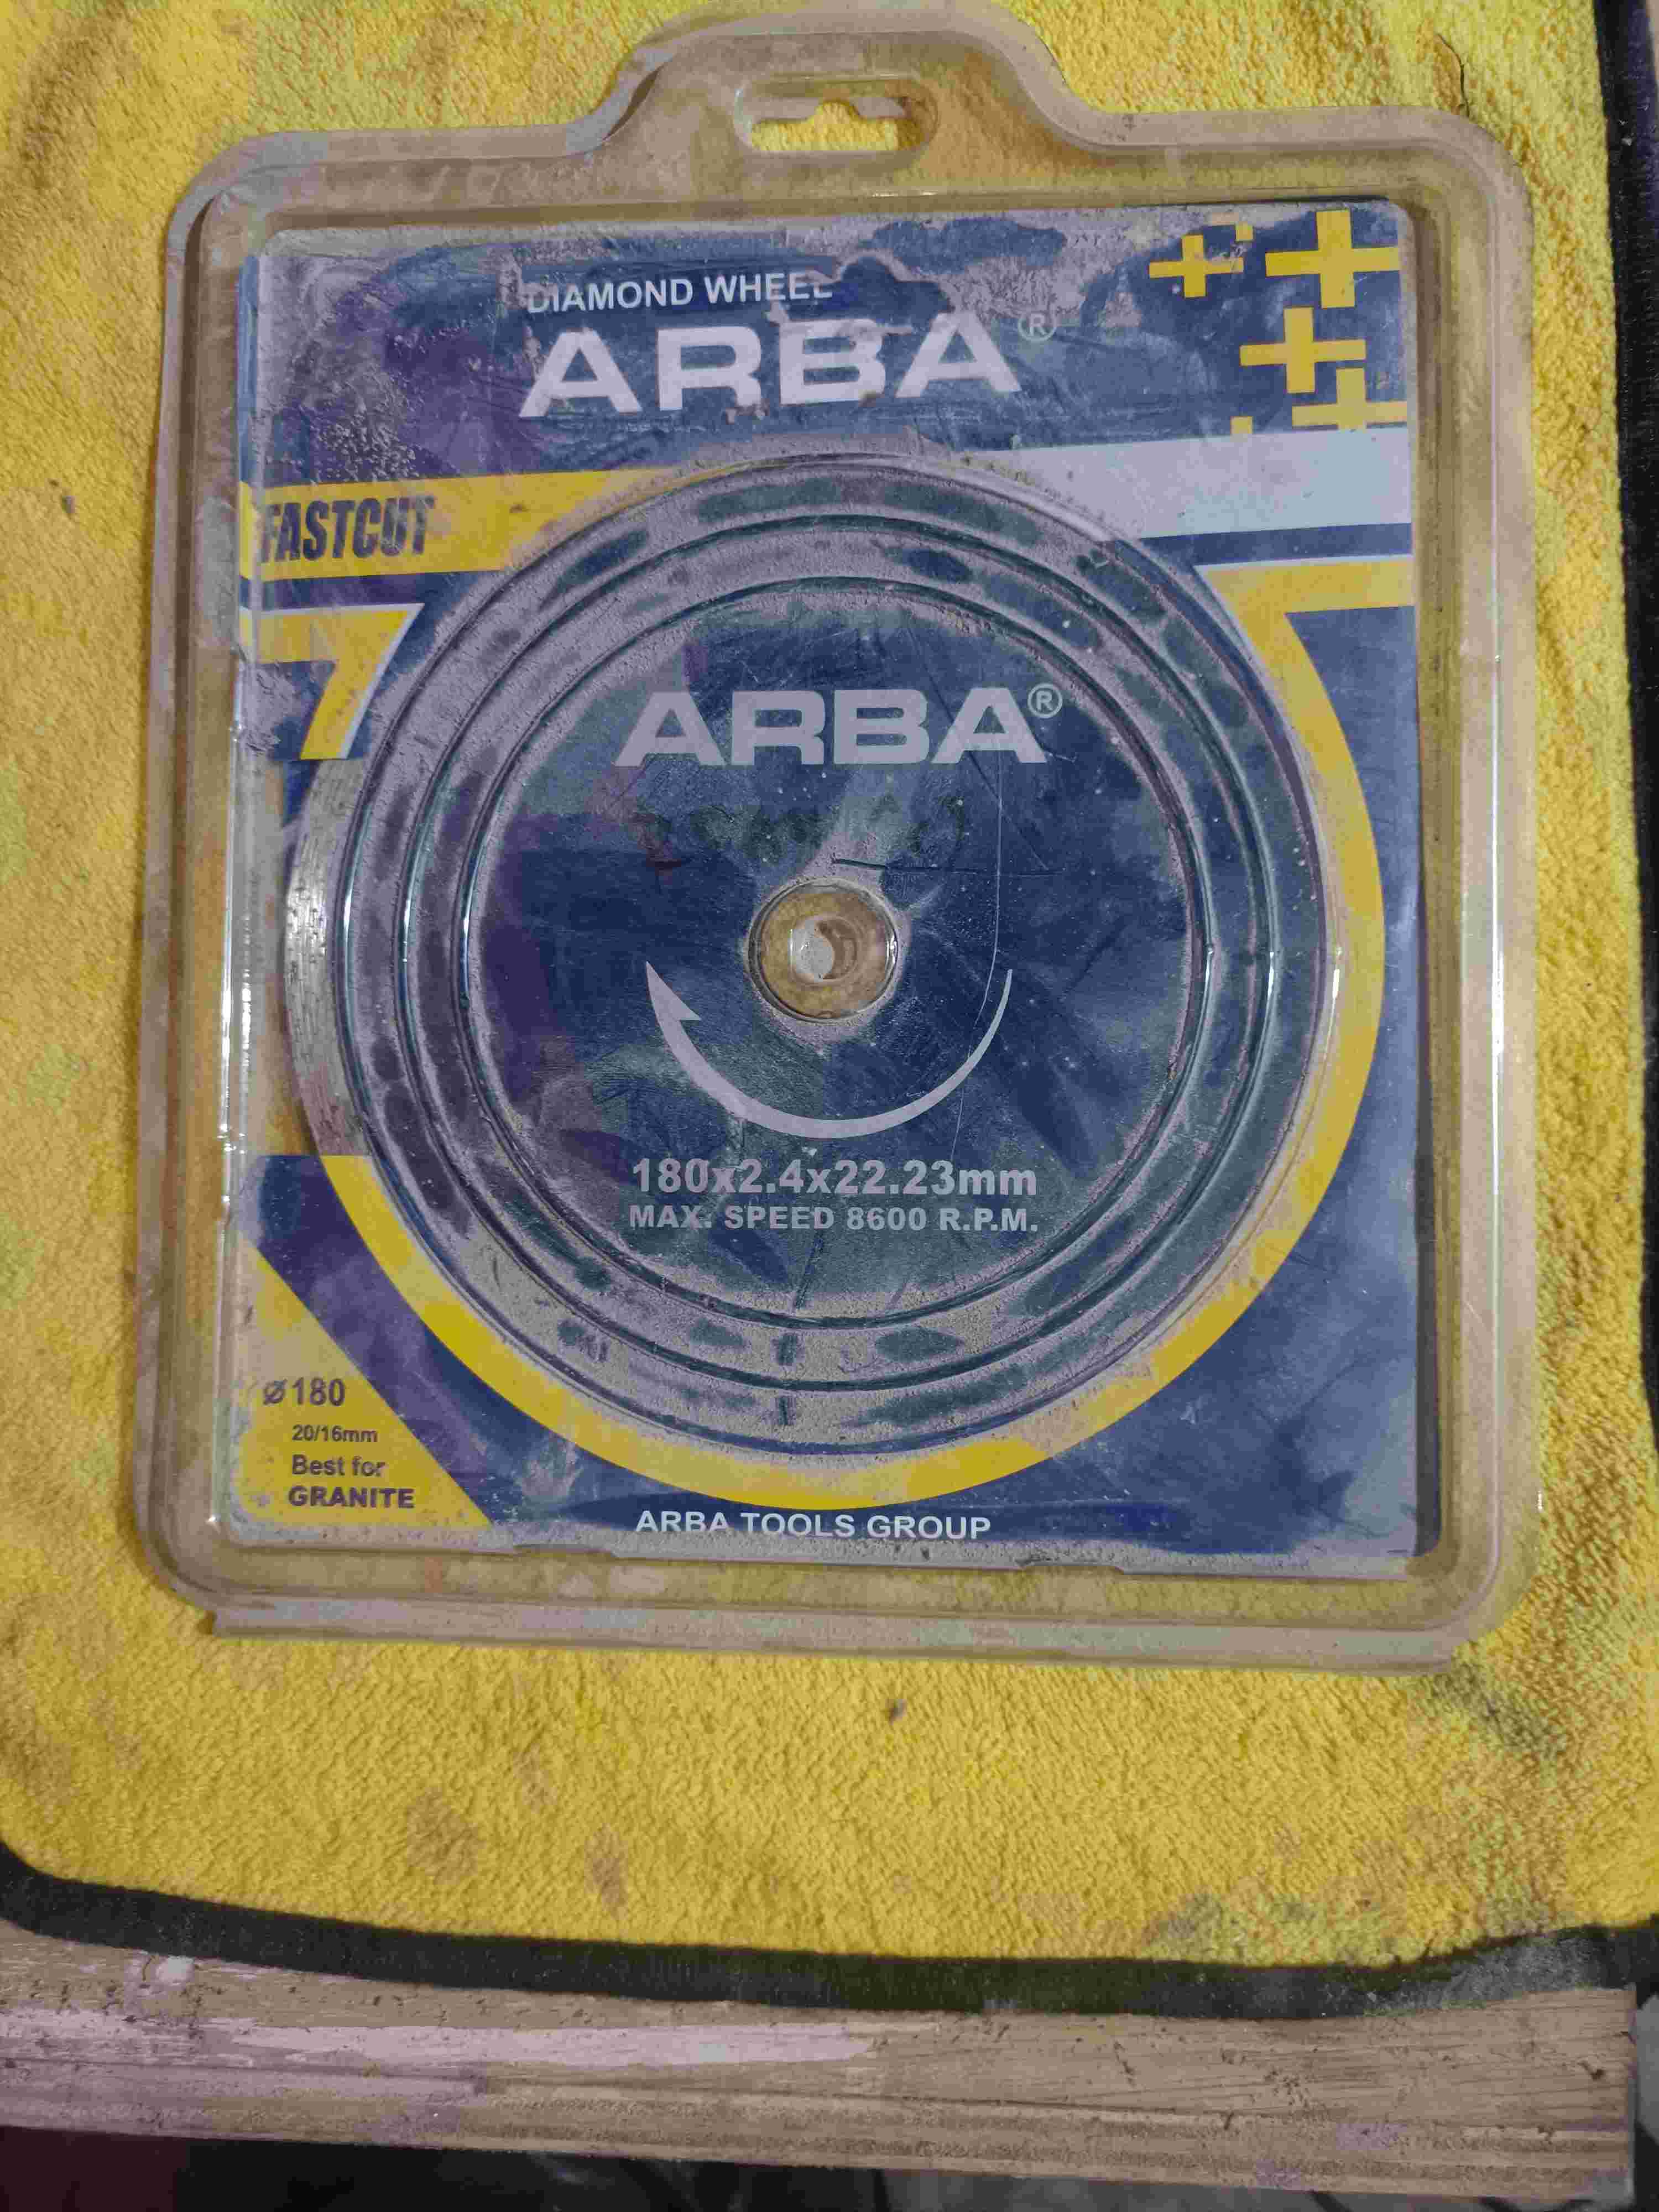 DIAMOND WHEEL
ARBA®
FASTCUT
ARBA®
180x2.4x22.23mm
MAX. SPEED 8600 R.P.M.
Ø180
20/16mm
Best for
GRANITE
ARBA TOOLS GROUP